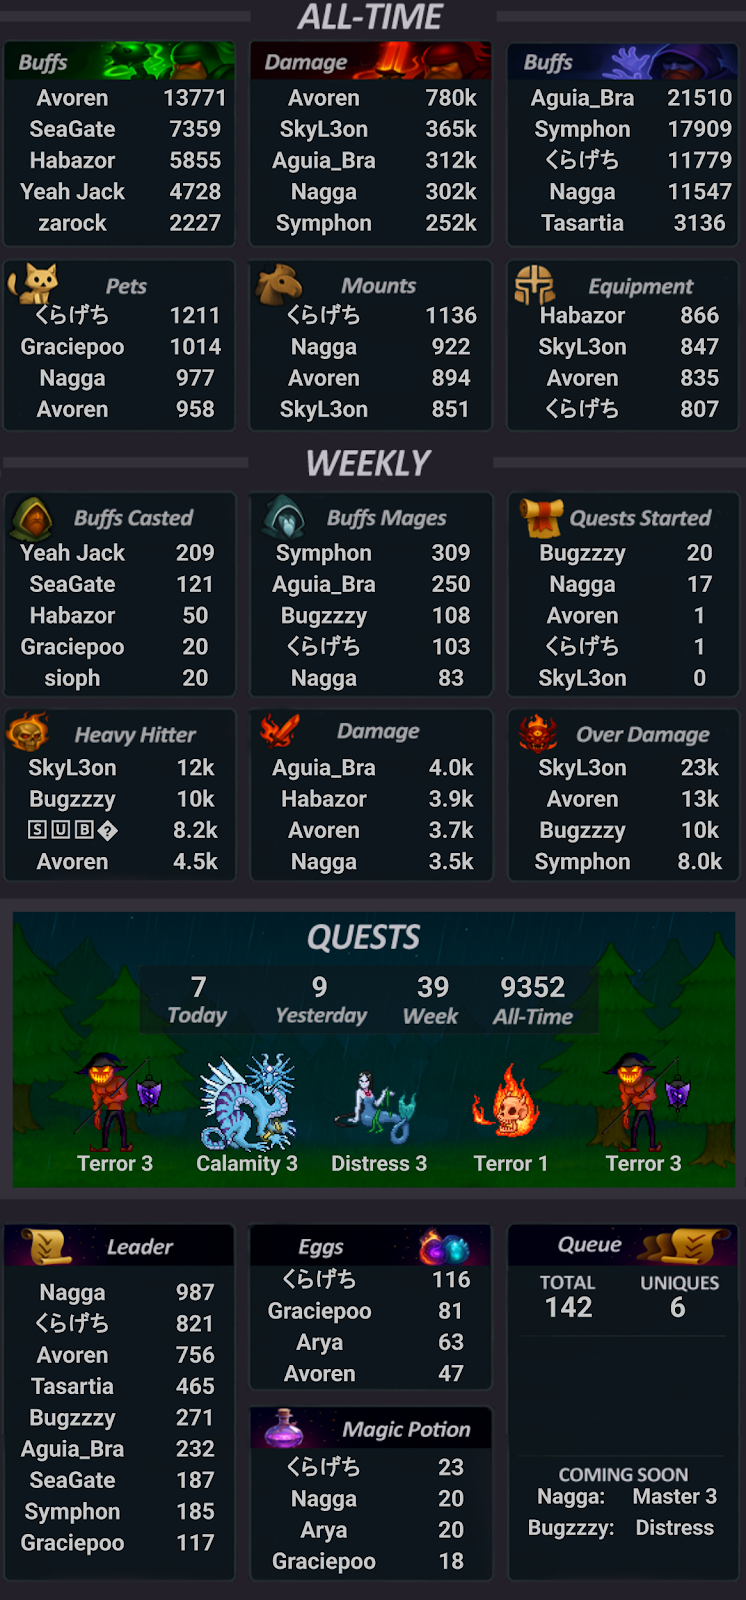 ALL-TIME
Buffs
Avoren 13771
SeaGate 7359
Habazor 5855
Yeah Jack 4728
zarock 2227
Damage
Avoren 780k
SkyL3on 365k
Aguia_Bra 312k
Nagga 302k
Symphon 252k
Buffs
Aguia_Bra 21510
Symphon 17909
くらげち 11779
Nagga 11547
Tasartia 3136
Pets
くらげち 1211
Graciepoo 1014
Nagga 977
Avoren 958
Mounts
くらげち 1136
Nagga 922
Avoren 894
SkyL3on 851
Equipment
Habazor 866
SkyL3on 847
Avoren 835
くらげち 807
WEEKLY
Buffs Casted
Yeah Jack 209
SeaGate 121
Habazor 50
Graciepoo 20
sioph 20
Buffs Mages
Symphon 309
Aguia_Bra 250
Bugzzzy 108
くらげち 103
Nagga 83
Quests Started
Bugzzzy 20
Nagga 17
Avoren 1
くらげち 1
SkyL3on 0
Heavy Hitter
SkyL3on 12k
Bugzzzy 10k
🅂🅄🄱� 8.2k
Avoren 4.5k
Damage
Aguia_Bra 4.0k
Habazor 3.9k
Avoren 3.7k
Nagga 3.5k
Over Damage
SkyL3on 23k
Avoren 13k
Bugzzzy 10k
Symphon 8.0k
QUESTS
7 9 39 9352
Today Yesterday Week All-Time
Terror 3 Calamity 3 Distress 3 Terror 1 Terror 3
Leader
Nagga 987
くらげち 821
Avoren 756
Tasartia 465
Bugzzzy 271
Aguia_Bra 232
SeaGate 187
Symphon 185
Graciepoo 117
Eggs
くらげち 116
Graciepoo 81
Arya 63
Avoren 47
Magic Potion
くらげち 23
Nagga 20
Arya 20
Graciepoo 18
Queue
TOTAL UNIQUES
142 6
COMING SOON
Nagga: Master 3
Bugzzzy: Distress